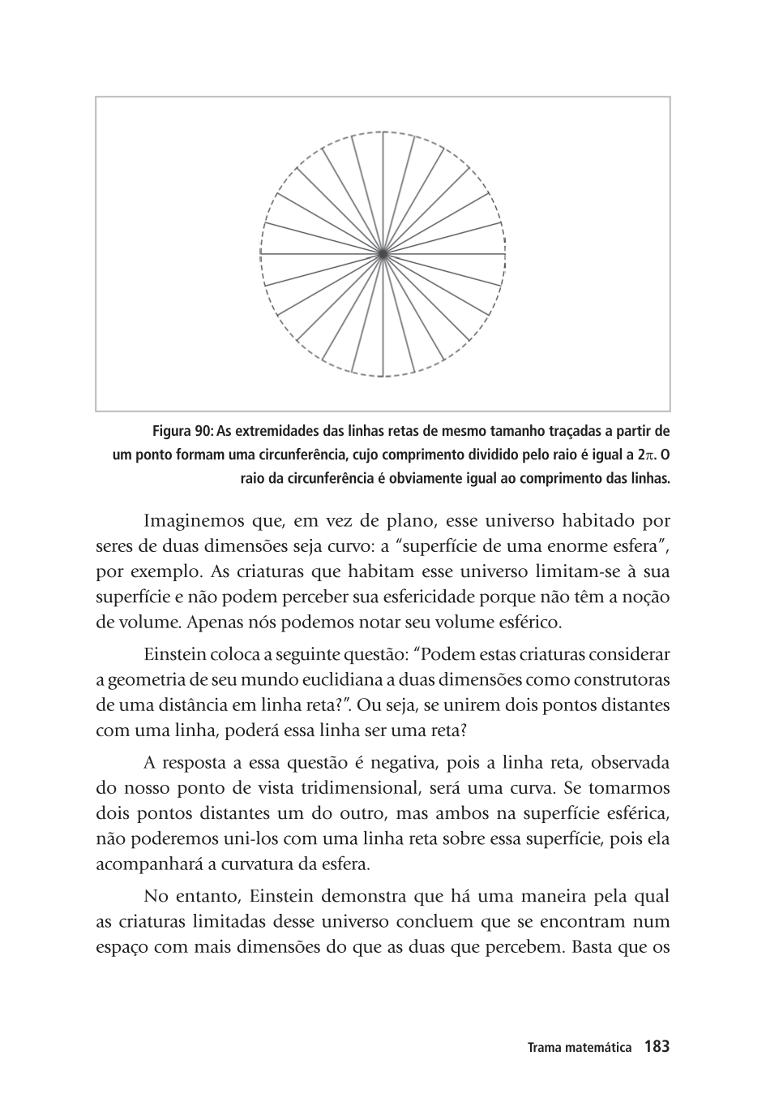 Figura 90: As extremidades das linhas retas de mesmo tamanho traçadas a partir de
um ponto formam uma circunferência, cujo comprimento dividido pelo raio é igual a 2π. O
raio da circunferência é obviamente igual ao comprimento das linhas.
Imaginemos que, em vez de plano, esse universo habitado por
seres de duas dimensões seja curvo: a “superfície de uma enorme esfera”,
por exemplo. As criaturas que habitam esse universo limitam-se à sua
superfície e não podem perceber sua esfericidade porque não têm a noção
de volume. Apenas nós podemos notar seu volume esférico.
Einstein coloca a seguinte questão: “Podem estas criaturas considerar
a geometria de seu mundo euclidiana a duas dimensões como construtoras
de uma distância em linha reta?”. Ou seja, se unirem dois pontos distantes
com uma linha, poderá essa linha ser uma reta?
A resposta a essa questão é negativa, pois a linha reta, observada
do nosso ponto de vista tridimensional, será uma curva. Se tomarmos
dois pontos distantes um do outro, mas ambos na superfície esférica,
não poderemos uni-los com uma linha reta sobre essa superfície, pois ela
acompanhará a curvatura da esfera.
No entanto, Einstein demonstra que há uma maneira pela qual
as criaturas limitadas desse universo concluem que se encontram num
espaço com mais dimensões do que as duas que percebem. Basta que os
Trama matemática 183